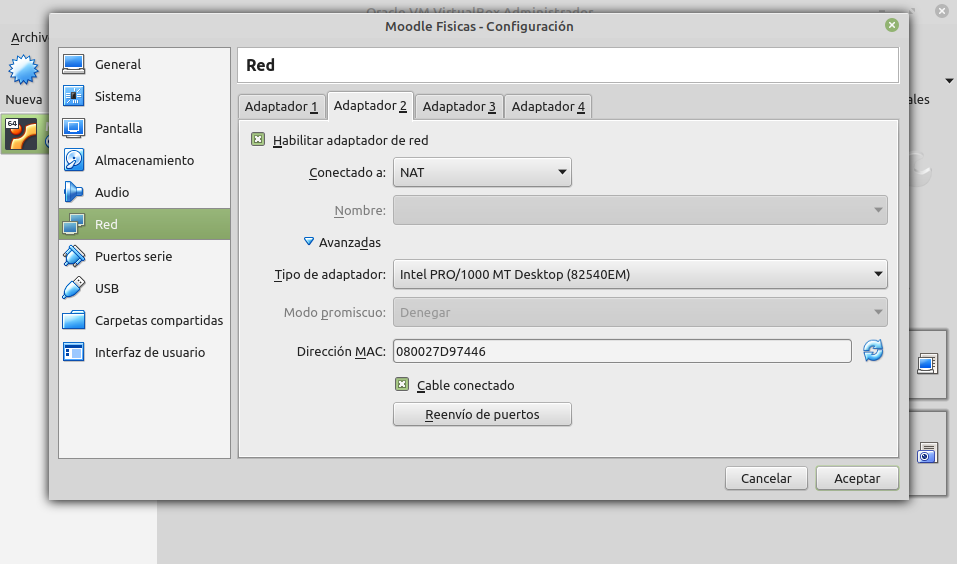 Oracle VM VirtualBox Administrador
Moodle Fisicas - Configuración
Archiv
Nueva
64
ales
General
Sistema
Pantalla
Almacenamiento
Audio
Red
Puertos serie
USB
Carpetas compartidas
Interfaz de usuario
Red
Adaptador 1 Adaptador 2 Adaptador 3 Adaptador 4
Habilitar adaptador de red
Conectado a: NAT
Nombre:
Avanzadas
Tipo de adaptador: Intel PRO/1000 MT Desktop (82540EM)
Modo promiscuo: Denegar
Dirección MAC: 080027D97446
Cable conectado
Reenvío de puertos
Cancelar Aceptar